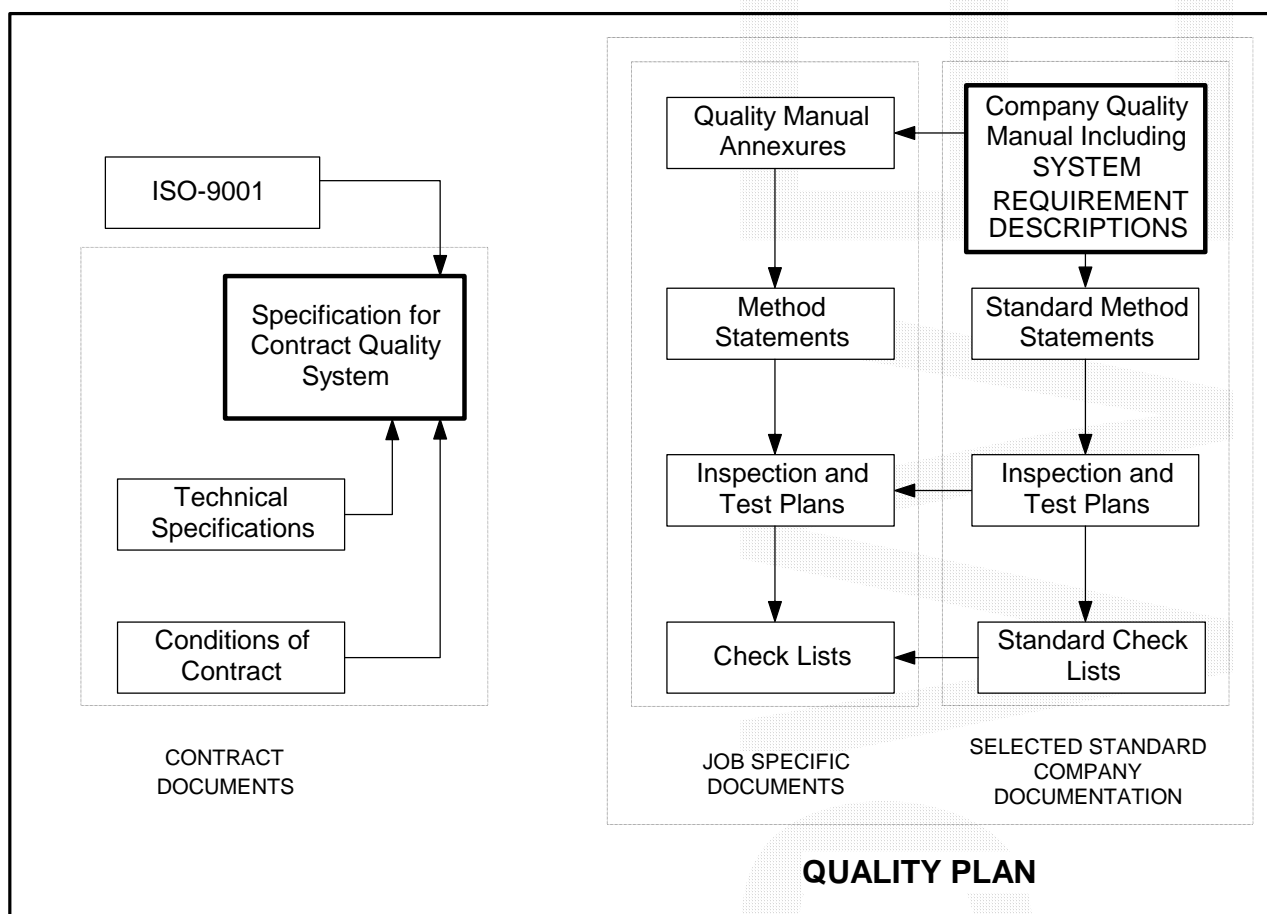 ISO-9001
Specification for
Contract Quality
System
Technical
Specifications
Conditions of
Contract
CONTRACT
DOCUMENTS
Quality Manual
Annexures
Method
Statements
Inspection and
Test Plans
Check Lists
JOB SPECIFIC
DOCUMENTS
Company Quality
Manual Including
SYSTEM
REQUIREMENT
DESCRIPTIONS
Standard Method
Statements
Inspection and
Test Plans
Standard Check
Lists
SELECTED STANDARD
COMPANY
DOCUMENTATION
QUALITY PLAN